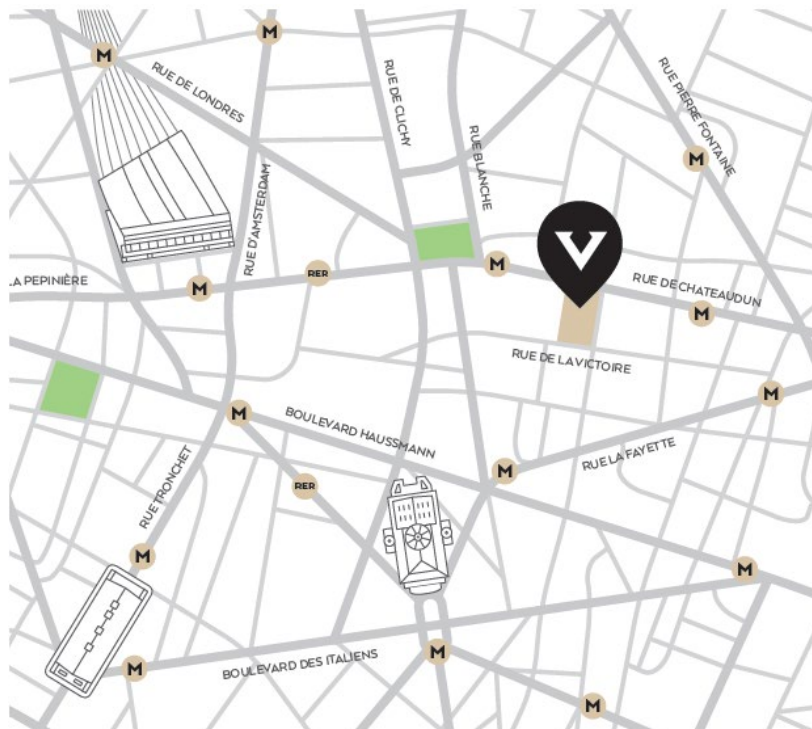 M
M
RUE DE LONDRES
RUE DE CLICHY
RUE PIERRE FONTAINE
RUE BLANCHE
M
RUE D'AMSTERDAM
V
LA PEPINIÈRE
M
RER
M
RUE DE CHATEAUDUN
M
RUE DE LA VICTOIRE
M
M
BOULEVARD HAUSSMANN
RUE LA FAYETTE
M
RUE TRONCHET
RER
M
M
BOULEVARD DES ITALIENS
M
M
M